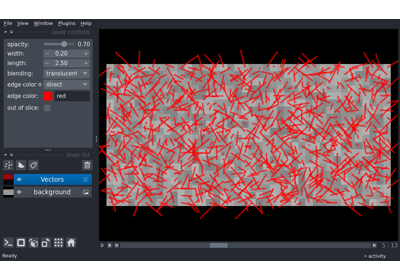 File View Window Plugins Help
layer controls
opacity: 0.70
width: 0.20
length: 2.50
blending: translucent
edge color m direct
edge color: red
out of slice:
layer list
Vectors
background
0 5 13
Ready activity